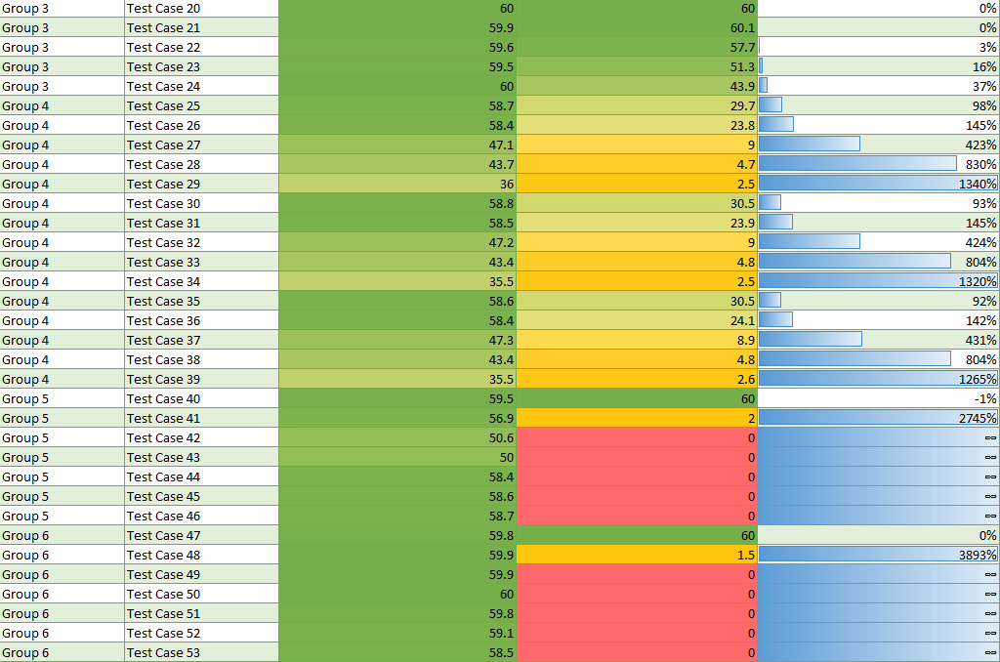 Group 3 Test Case 20 60 60 0%
Group 3 Test Case 21 59.9 60.1 0%
Group 3 Test Case 22 59.6 57.7 3%
Group 3 Test Case 23 59.5 51.3 16%
Group 3 Test Case 24 60 43.9 37%
Group 4 Test Case 25 58.7 29.7 98%
Group 4 Test Case 26 58.4 23.8 145%
Group 4 Test Case 27 47.1 9 423%
Group 4 Test Case 28 43.7 4.7 830%
Group 4 Test Case 29 36 2.5 1340%
Group 4 Test Case 30 58.8 30.5 93%
Group 4 Test Case 31 58.5 23.9 145%
Group 4 Test Case 32 47.2 9 424%
Group 4 Test Case 33 43.4 4.8 804%
Group 4 Test Case 34 35.5 2.5 1320%
Group 4 Test Case 35 58.6 30.5 92%
Group 4 Test Case 36 58.4 24.1 142%
Group 4 Test Case 37 47.3 8.9 431%
Group 4 Test Case 38 43.4 4.8 804%
Group 4 Test Case 39 35.5 2.6 1265%
Group 5 Test Case 40 59.5 60 -1%
Group 5 Test Case 41 56.9 2 2745%
Group 5 Test Case 42 50.6 0 ∞
Group 5 Test Case 43 50 0 ∞
Group 5 Test Case 44 58.4 0 ∞
Group 5 Test Case 45 58.6 0 ∞
Group 5 Test Case 46 58.7 0 ∞
Group 6 Test Case 47 59.8 60 0%
Group 6 Test Case 48 59.9 1.5 3893%
Group 6 Test Case 49 59.9 0 ∞
Group 6 Test Case 50 60 0 ∞
Group 6 Test Case 51 59.8 0 ∞
Group 6 Test Case 52 59.1 0 ∞
Group 6 Test Case 53 58.5 0 ∞